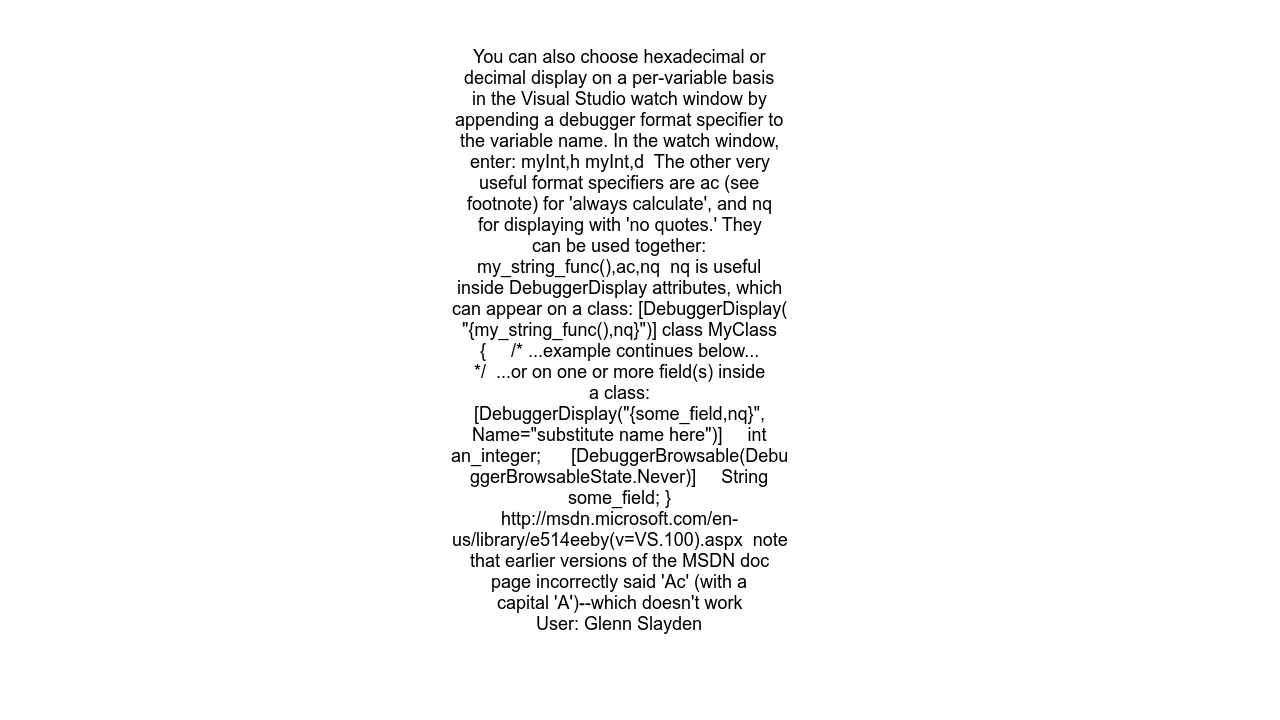 You can also choose hexadecimal or
decimal display on a per-variable basis
in the Visual Studio watch window by
appending a debugger format specifier to
the variable name. In the watch window,
enter: myInt,h myInt,d  The other very
useful format specifiers are ac (see
footnote) for 'always calculate', and nq
for displaying with 'no quotes.' They
can be used together:
my_string_func(),ac,nq  nq is useful
inside DebuggerDisplay attributes, which
can appear on a class: [DebuggerDisplay(
"{my_string_func(),nq}")] class MyClass
{     /* ...example continues below...
*/  ...or on one or more field(s) inside
a class:
[DebuggerDisplay("{some_field,nq}",
Name="substitute name here")]     int
an_integer;      [DebuggerBrowsable(Debu
ggerBrowsableState.Never)]     String
some_field; }
http://msdn.microsoft.com/en-
us/library/e514eeby(v=VS.100).aspx  note
that earlier versions of the MSDN doc
page incorrectly said 'Ac' (with a
capital 'A')--which doesn't work
User: Glenn Slayden